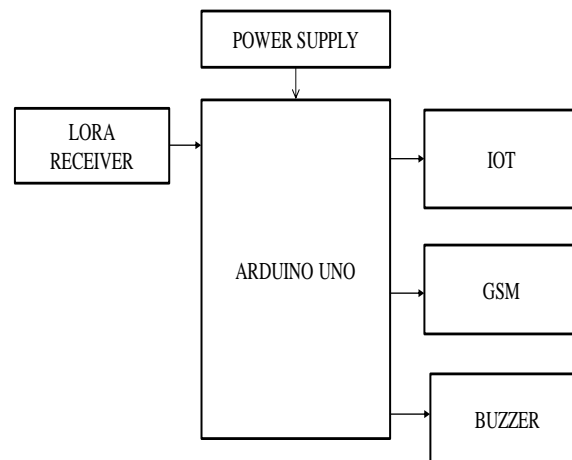 POWER SUPPLY
LORA
RECEIVER
ARDUINO UNO
IOT
GSM
BUZZER